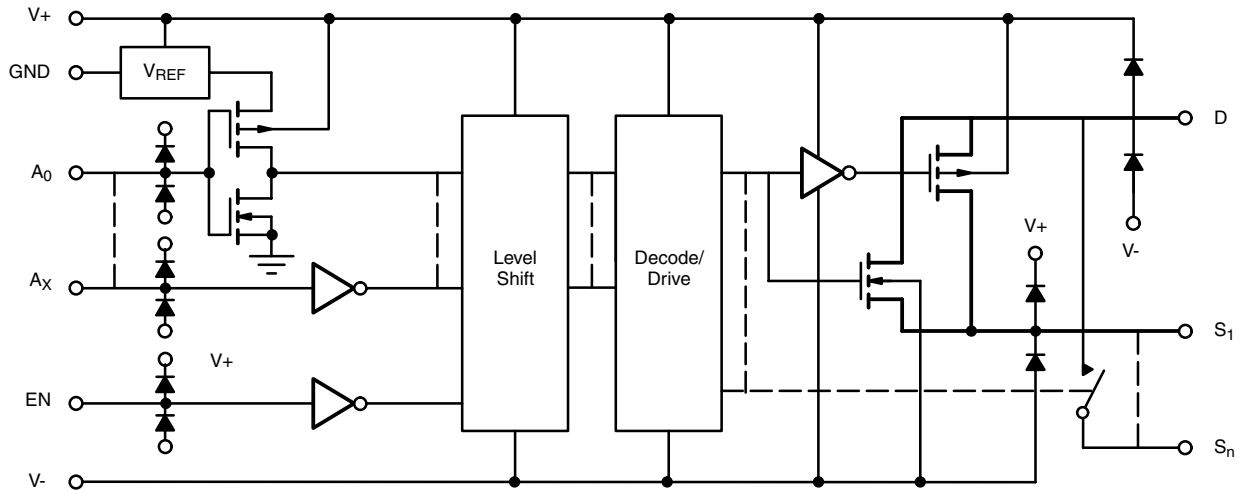 V+
GND
VREF
A0
AX
V+
EN
V-
Level
Shift
Decode/
Drive
D
V-
V+
S1
Sn